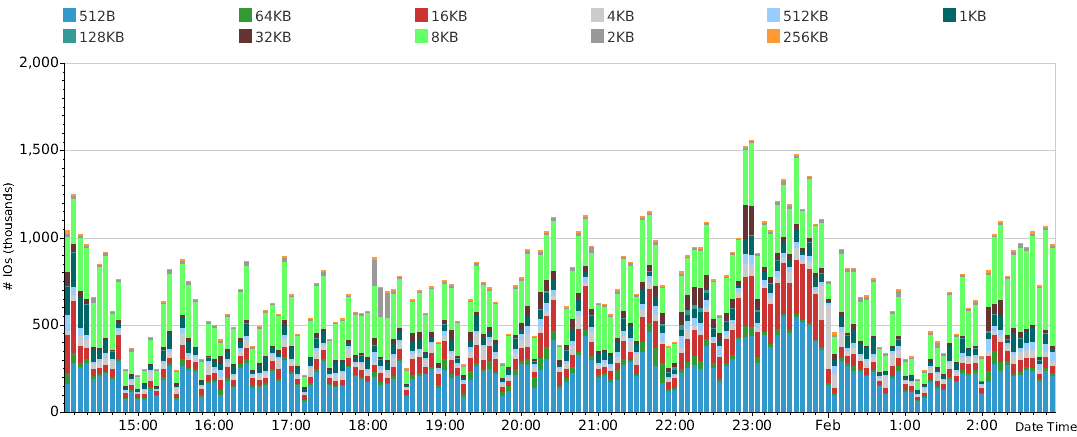 512B 64KB 16KB 4KB 512KB 1KB
128KB 32KB 8KB 2KB 256KB
2,000
1,500
1,000
500
0
# IOs (thousands)
15:00 16:00 17:00 18:00 19:00 20:00 21:00 22:00 23:00 Feb 1:00 2:00 Date Time